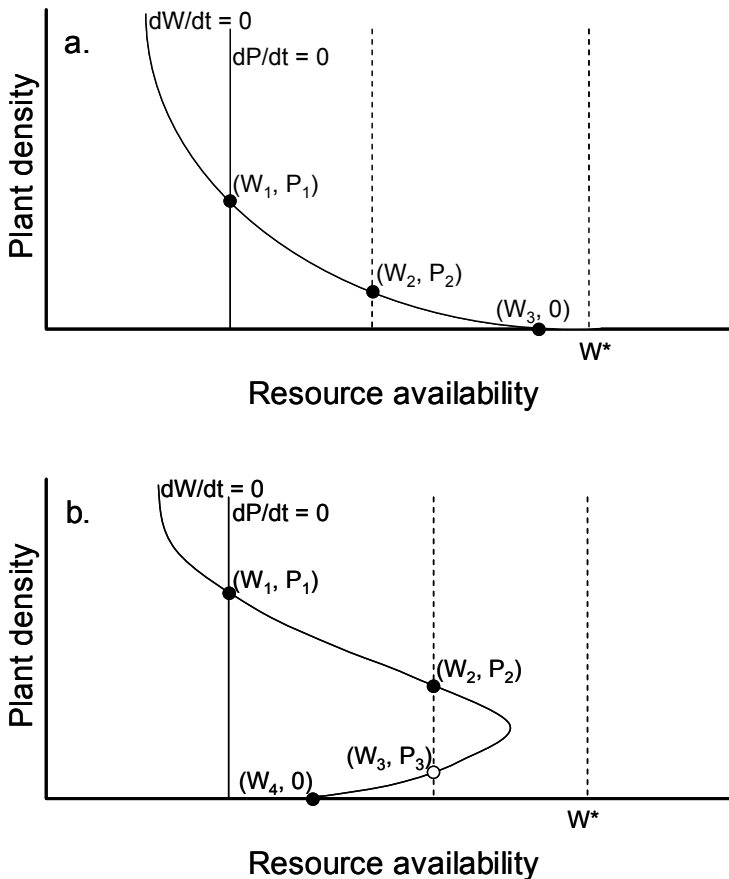 dW/dt = 0
a.
dP/dt = 0
(W₁, P₁)
(W₂, P₂)
(W₃, 0)
W*
Plant density
Resource availability
dW/dt = 0
b.
dP/dt = 0
(W₁, P₁)
(W₂, P₂)
(W₃, P₃)
(W₄, 0)
W*
Plant density
Resource availability